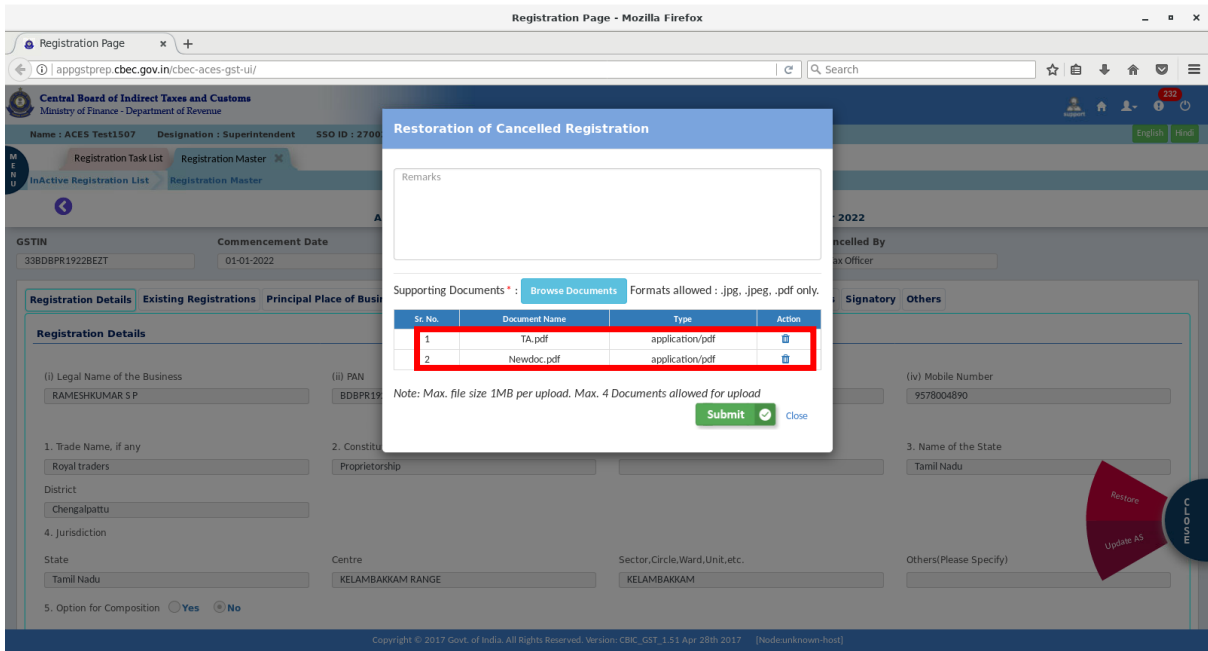 Registration Page - Mozilla Firefox
Registration Page
appgstprep.cbec.gov.in/cbec-aces-gst-ui/
Search
Central Board of Indirect Taxes and Customs
Ministry of Finance - Department of Revenue
support
232
Name : ACES Test1507 Designation : Superintendent SSO ID : 2700
English Hindi
MENU
Registration Task List Registration Master
InActive Registration List Registration Master
2022
GSTIN Commencement Date ncelled By
33BDBPR1922BEZT 01-01-2022 ax Officer
Restoration of Cancelled Registration
Remarks
Supporting Documents * : Browse Documents Formats allowed : .jpg, .jpeg, .pdf only.
Sr. No. Document Name Type Action
1 TA.pdf application/pdf
2 Newdoc.pdf application/pdf
Note: Max. file size 1MB per upload. Max. 4 Documents allowed for upload
Submit Close
Registration Details Existing Registrations Principal Place of Busi Signatory Others
Registration Details
(i) Legal Name of the Business (ii) PAN (iv) Mobile Number
RAMESHKUMAR S P BDBPR19 9578004890
1. Trade Name, if any 2. Constitu 3. Name of the State
Royal traders Proprietorship Tamil Nadu
District
Chengalpattu
4. Jurisdiction
State Centre Sector,Circle,Ward,Unit,etc. Others(Please Specify)
Tamil Nadu KELAMBAKKAM RANGE KELAMBAKKAM
5. Option for Composition Yes No
Restore
Update AS
CLOSE
Copyright © 2017 Govt. of India. All Rights Reserved. Version: CBIC_GST_1.51 Apr 28th 2017 [Node:unknown-host]